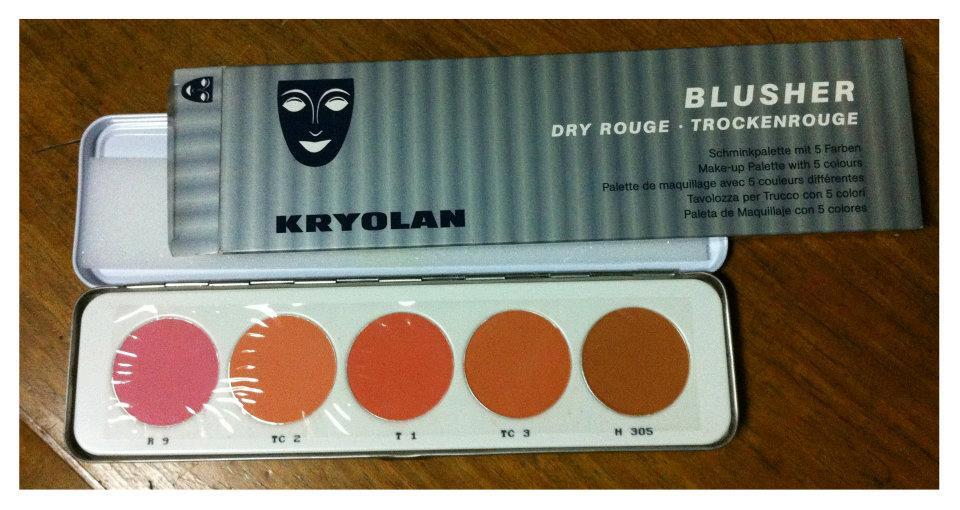 BLUSHER
DRY ROUGE · TROCKENROUGE
Schminkpalette mit 5 Farben
Make-up Palette with 5 colours
Palette de maquillage avec 5 couleurs différentes
Tavolozza per Trucco con 5 colori
Paleta de Maquillaje con 5 colores
KRYOLAN
R 9
TC 2
T 1
TC 3
H 305